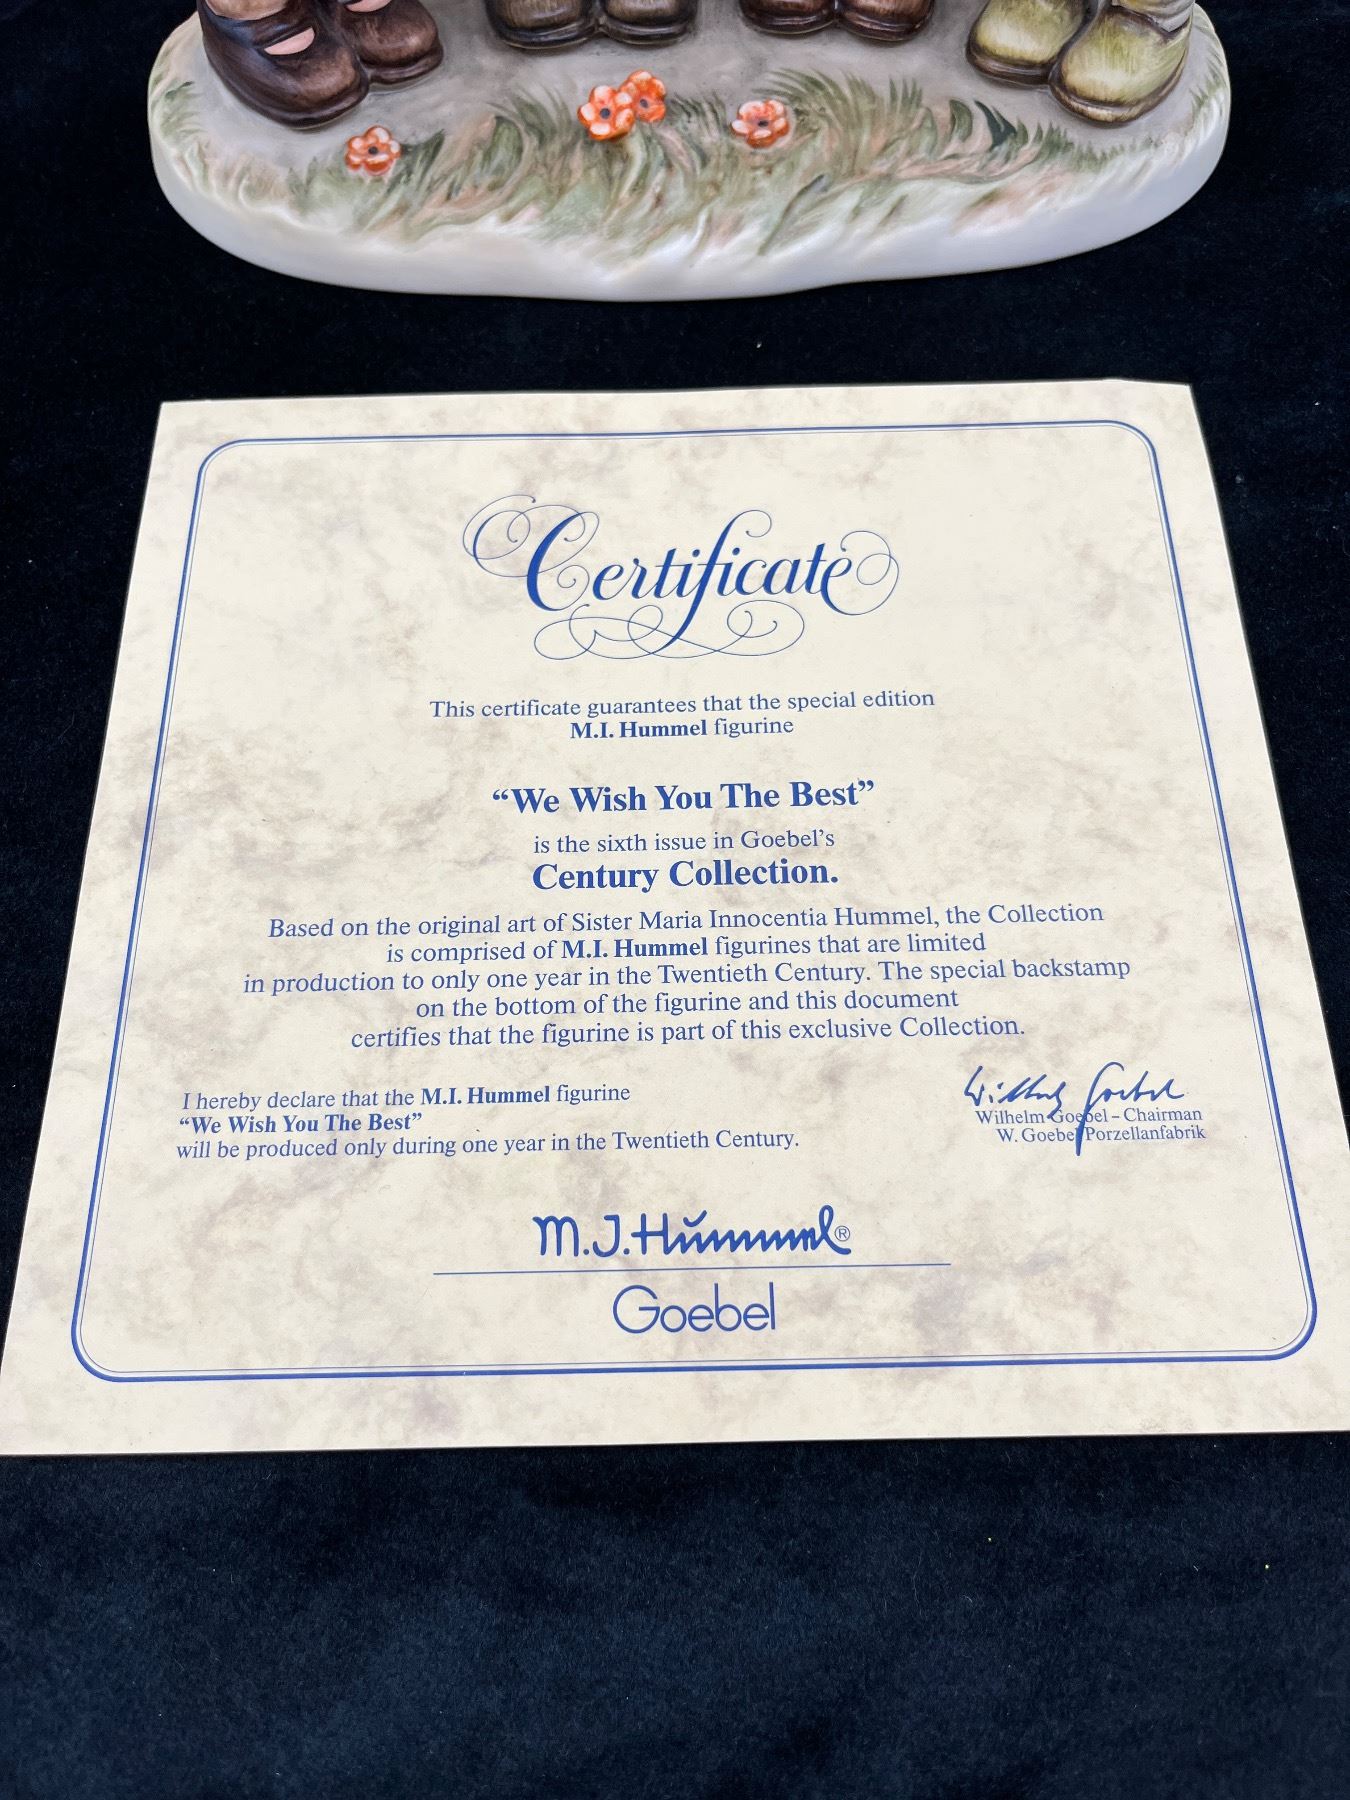 Certificate
This certificate guarantees that the special edition
M.I. Hummel figurine
“We Wish You The Best”
is the sixth issue in Goebel’s
Century Collection.
Based on the original art of Sister Maria Innocentia Hummel, the Collection
is comprised of M.I. Hummel figurines that are limited
in production to only one year in the Twentieth Century. The special backstamp
on the bottom of the figurine and this document
certifies that the figurine is part of this exclusive Collection.
I hereby declare that the M.I. Hummel figurine
“We Wish You The Best”
will be produced only during one year in the Twentieth Century.
Wilhelm Goebel
Wilhelm Goebel – Chairman
W. Goebel Porzellanfabrik
M.J. Hummel®
Goebel